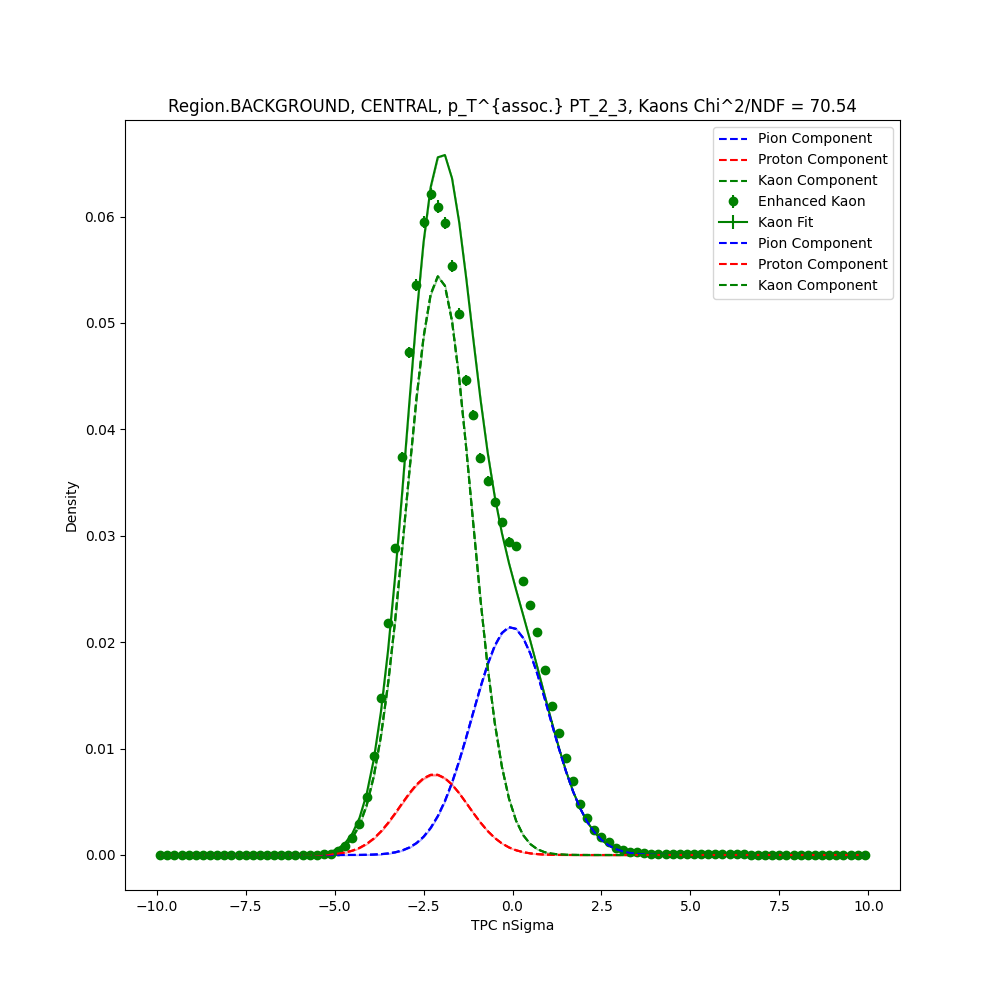 Region.BACKGROUND, CENTRAL, p_T^{assoc.} PT_2_3, Kaons Chi^2/NDF = 70.54
Pion Component
Proton Component
Kaon Component
Enhanced Kaon
Kaon Fit
Pion Component
Proton Component
Kaon Component
0.06
0.05
0.04
0.03
0.02
0.01
0.00
Density
−10.0 −7.5 −5.0 −2.5 0.0 2.5 5.0 7.5 10.0
TPC nSigma